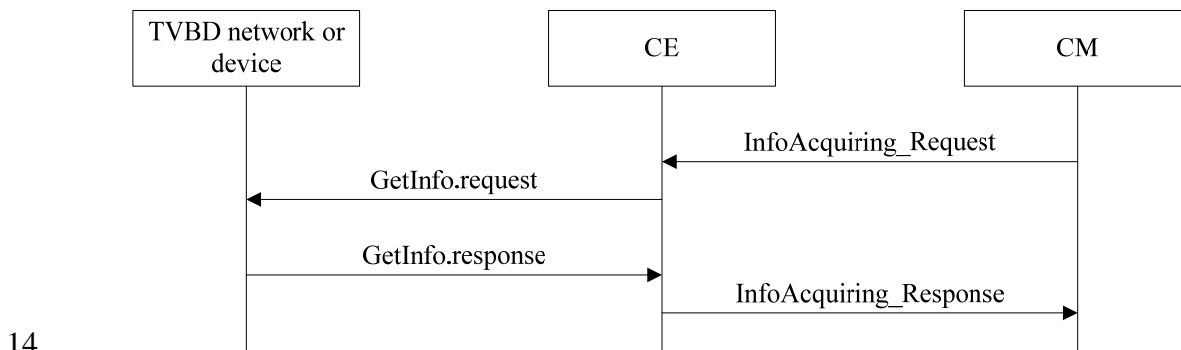 TVBD network or
device
CE
CM
InfoAcquiring_Request
GetInfo.request
GetInfo.response
InfoAcquiring_Response
14